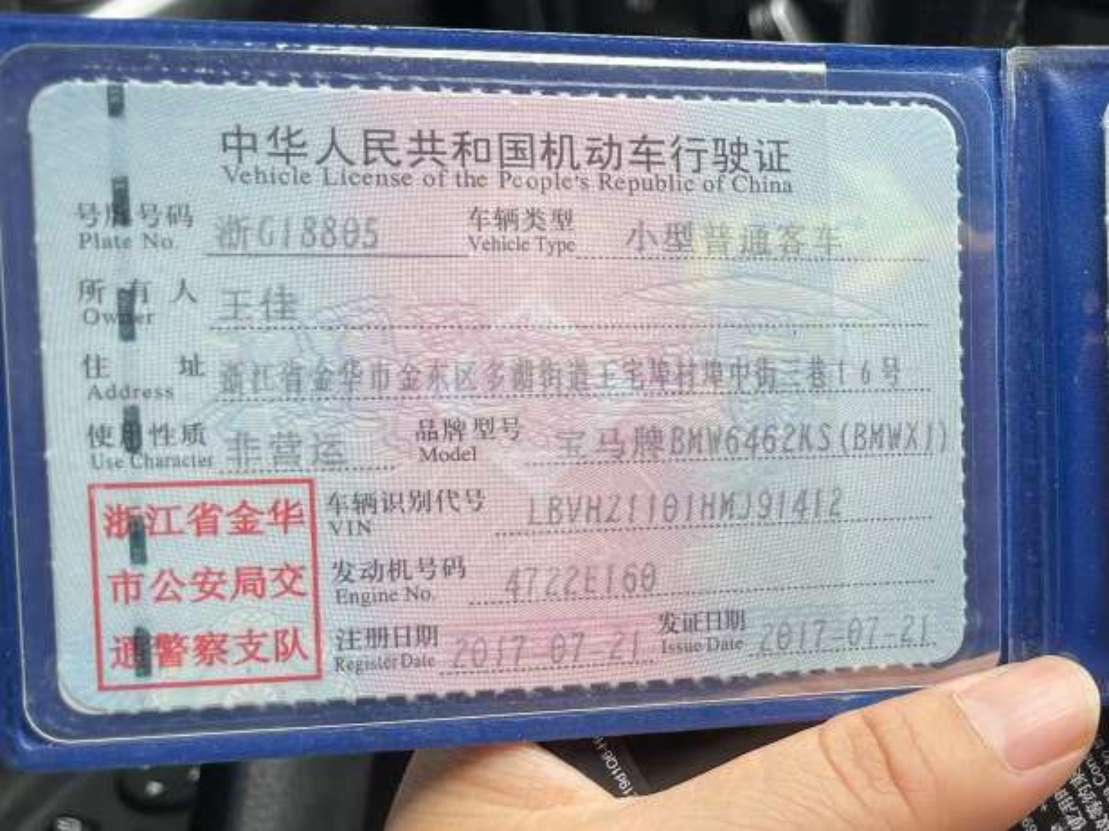 中华人民共和国机动车行驶证
Vehicle License of the People's Republic of China
号牌号码 浙G18805 车辆类型 小型普通客车
Plate No. Vehicle Type
所有人 王佳
Owner
住址 浙江省金华市金东区多湖街道王宅埠村埠中街三巷16号
Address
使用性质 非营运 品牌型号 宝马牌BMW6462KS(BMWX1)
Use Character Model
浙江省金华
市公安局交
通警察支队
车辆识别代号 LBVHZ1101HMJ91412
VIN
发动机号码 4722E160
Engine No.
注册日期 2017-07-21 发证日期 2017-07-21
Register Date Issue Date